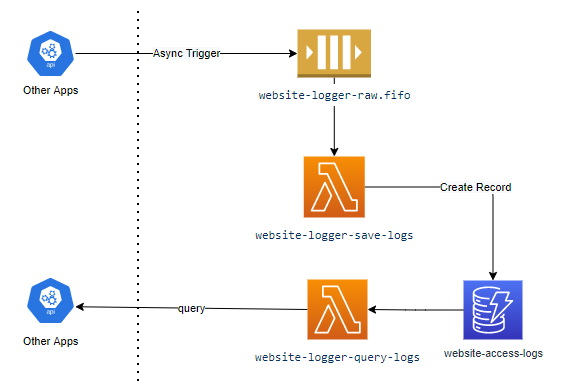 api
Other Apps
Async Trigger
website-logger-raw.fifo
website-logger-save-logs
Create Record
api
Other Apps
query
website-logger-query-logs
website-access-logs